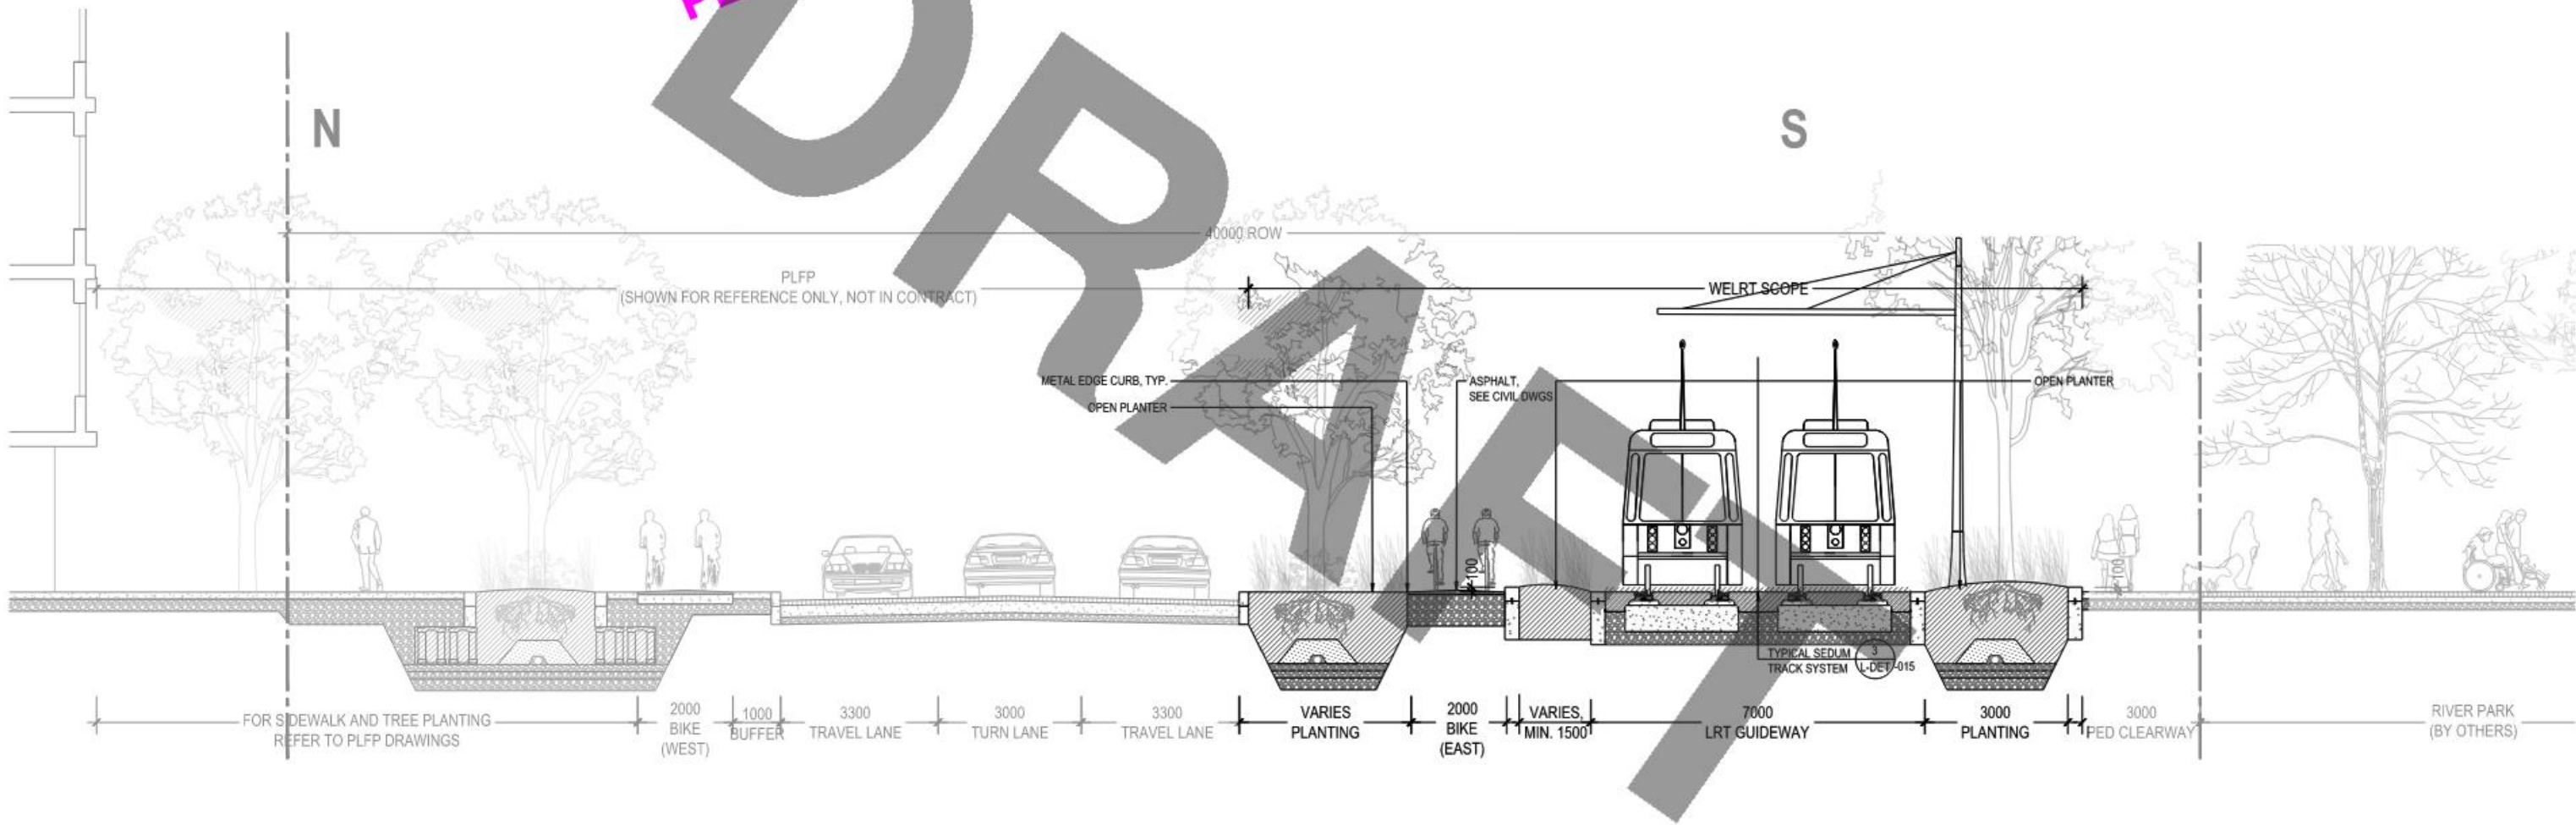 N
S
DRAFT
40000 ROW
PLFP
(SHOWN FOR REFERENCE ONLY, NOT IN CONTRACT)
WELRT SCOPE
METAL EDGE CURB, TYP.
OPEN PLANTER
ASPHALT,
SEE CIVIL DWGS
OPEN PLANTER
100
100
TYPICAL SEDUM
TRACK SYSTEM
3
L-DET-015
FOR SIDEWALK AND TREE PLANTING
REFER TO PLFP DRAWINGS
2000
BIKE
(WEST)
1000
BUFFER
3300
TRAVEL LANE
3000
TURN LANE
3300
TRAVEL LANE
VARIES
PLANTING
2000
BIKE
(EAST)
VARIES,
MIN. 1500
7000
LRT GUIDEWAY
3000
PLANTING
3000
PED CLEARWAY
RIVER PARK
(BY OTHERS)